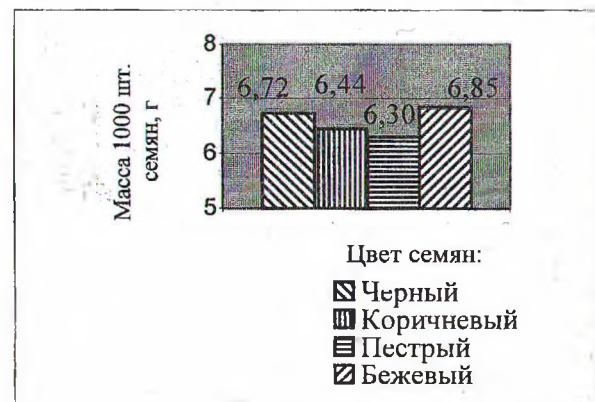 Масса 1000 шт.
семян, г
8
7
6
5
6,72
6,44
6,30
6,85
Цвет семян:
Черный
Коричневый
Пестрый
Бежевый